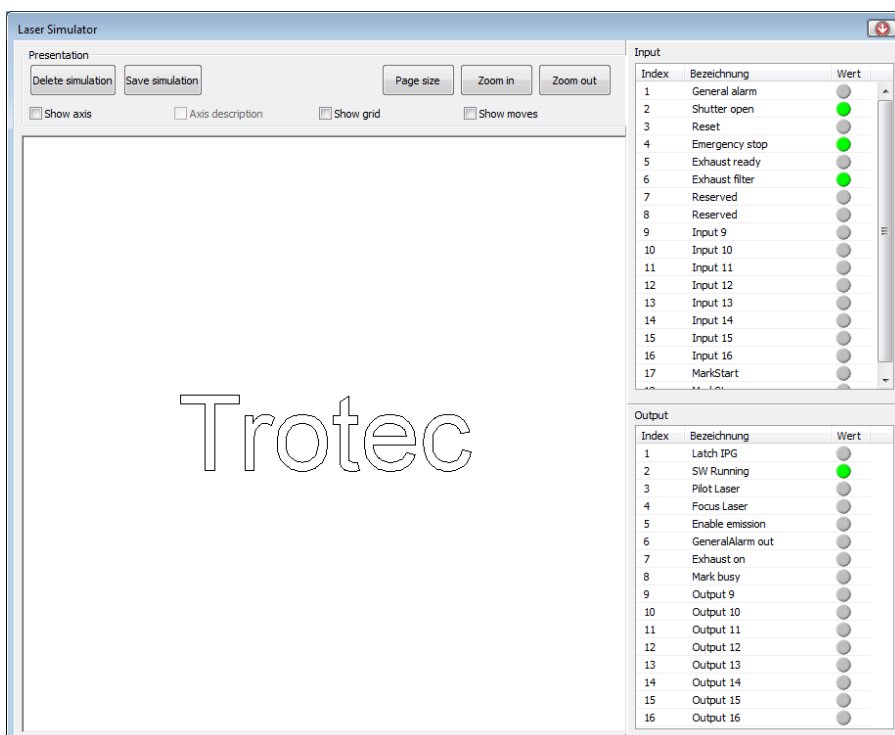 Laser Simulator
Presentation
Delete simulation Save simulation Page size Zoom in Zoom out
Show axis Axis description Show grid Show moves
Trotec
Input
Index Bezeichnung Wert
1 General alarm
2 Shutter open
3 Reset
4 Emergency stop
5 Exhaust ready
6 Exhaust filter
7 Reserved
8 Reserved
9 Input 9
10 Input 10
11 Input 11
12 Input 12
13 Input 13
14 Input 14
15 Input 15
16 Input 16
17 MarkStart
Output
Index Bezeichnung Wert
1 Latch IPG
2 SW Running
3 Pilot Laser
4 Focus Laser
5 Enable emission
6 GeneralAlarm out
7 Exhaust on
8 Mark busy
9 Output 9
10 Output 10
11 Output 11
12 Output 12
13 Output 13
14 Output 14
15 Output 15
16 Output 16